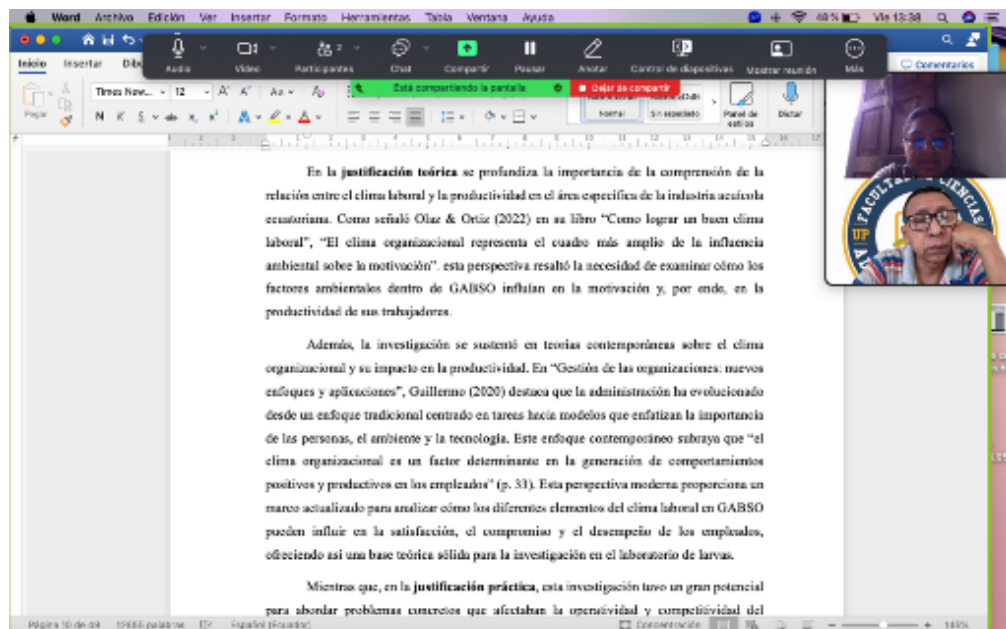 Word Archivo Edición Ver Insertar Formato Herramientas Tabla Ventana Ayuda
Vie 13:38
Audio Vídeo Participantes Chat Compartir Pausar Anotar Control de diapositivas Mostrar reunión Más
2
Inicio Insertar Comentarios
Está compartiendo la pantalla Dejar de compartir
Times New... 12
Pegar N K S Normal Sin espaciado Panel de estilos Dictar
FACULTAD CIENCIAS
UP
En la justificación teórica se profundiza la importancia de la comprensión de la
relación entre el clima laboral y la productividad en el área específica de la industria acuícola
ecuatoriana. Como señaló Olaz & Ortiz (2022) en su libro “Como lograr un buen clima
laboral”, “El clima organizacional representa el cuadro más amplio de la influencia
ambiental sobre la motivación”. esta perspectiva resaltó la necesidad de examinar cómo los
factores ambientales dentro de GABSO influían en la motivación y, por ende, en la
productividad de sus trabajadores.
Además, la investigación se sustentó en teorías contemporáneas sobre el clima
organizacional y su impacto en la productividad. En “Gestión de las organizaciones: nuevos
enfoques y aplicaciones”, Guillermo (2020) destaca que la administración ha evolucionado
desde un enfoque tradicional centrado en tareas hacia modelos que enfatizan la importancia
de las personas, el ambiente y la tecnología. Este enfoque contemporáneo subraya que “el
clima organizacional es un factor determinante en la generación de comportamientos
positivos y productivos en los empleados” (p. 33). Esta perspectiva moderna proporciona un
marco actualizado para analizar cómo los diferentes elementos del clima laboral en GABSO
pueden influir en la satisfacción, el compromiso y el desempeño de los empleados,
ofreciendo así una base teórica sólida para la investigación en el laboratorio de larvas.
Mientras que, en la justificación práctica, esta investigación tuvo un gran potencial
para abordar problemas concretos que afectaban la operatividad y competitividad del
Página 10 de 49 Español (Ecuador) Concentración 145%